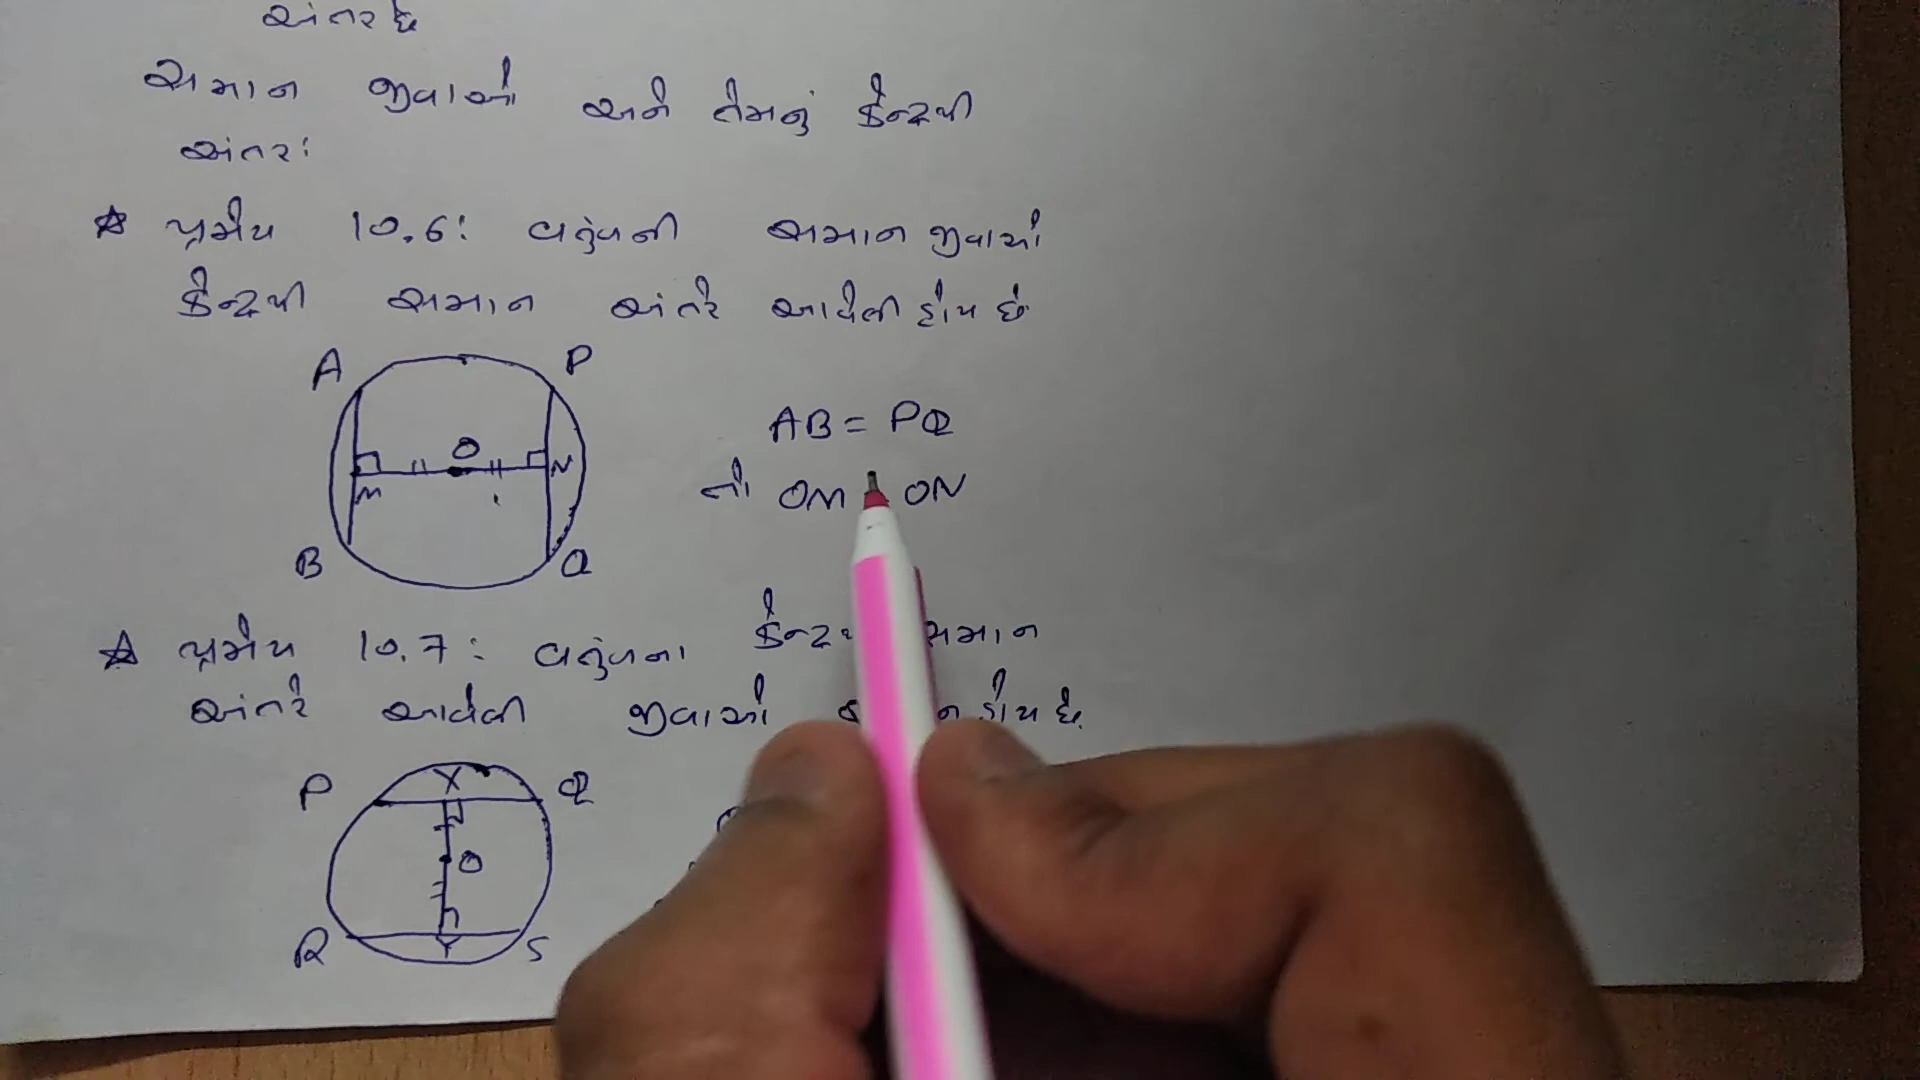 અંતર છે
સમાન જીવાઓ અને તેમનું કેન્દ્રથી
અંતર:
☆ પ્રમેય 10.6: વર્તુળની સમાન જીવાઓ
કેન્દ્રથી સમાન અંતરે આવેલી હોય છે
A P
O
M N
B Q
AB = PQ
તો OM ON
☆ પ્રમેય 10.7: વર્તુળના સમાન
અંતરે આવેલી જીવાઓ હોય છે.
P X Q
O
R Y S